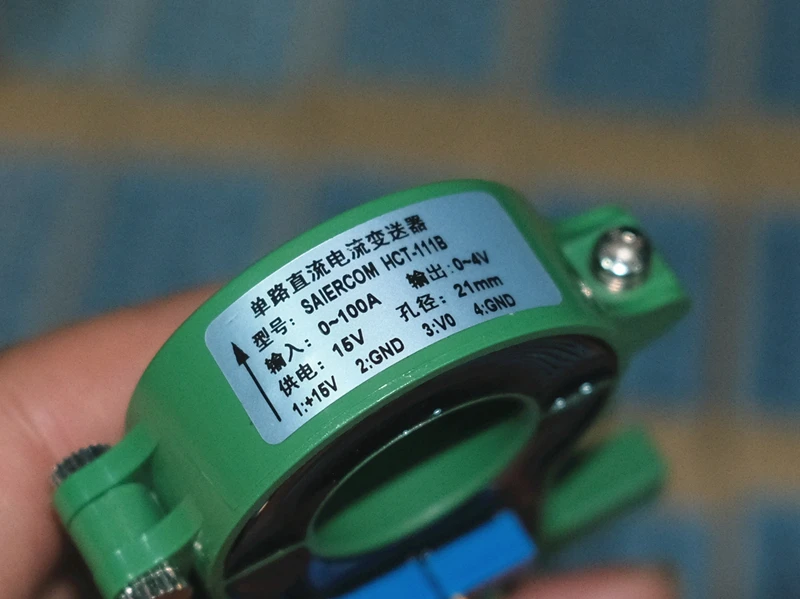 单路直流电流变送器
型号: SAIERCOM HCT-111B
输入: 0~100A 输出:0~4V
供电: 15V 孔径: 21mm
1:+15V 2:GND 3:V0 4:GND